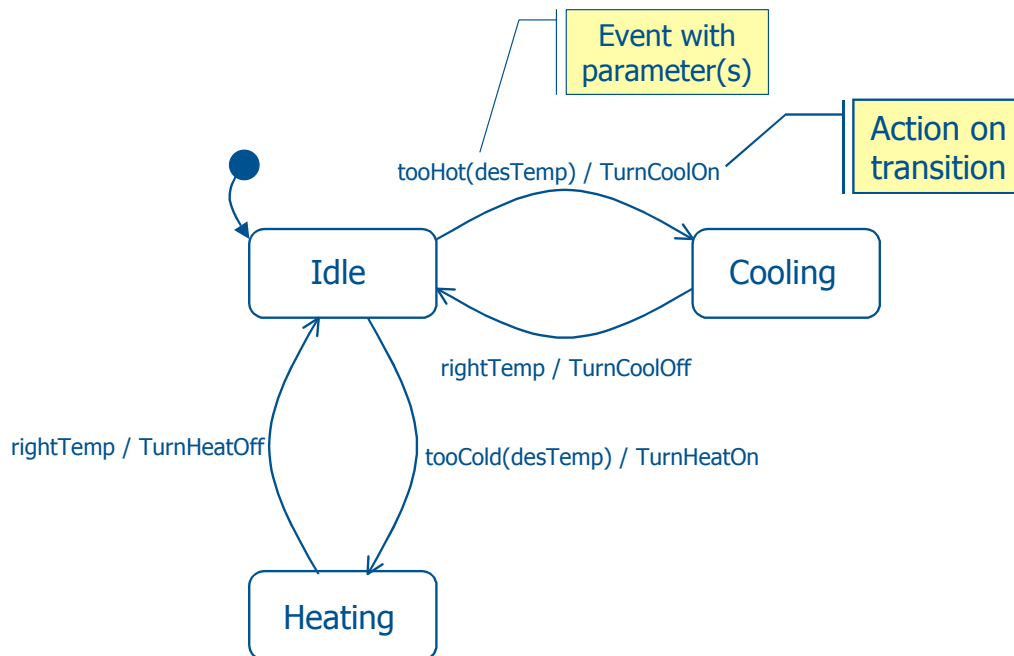 Event with
parameter(s)
Action on
transition
tooHot(desTemp) / TurnCoolOn
Idle
Cooling
rightTemp / TurnCoolOff
rightTemp / TurnHeatOff
tooCold(desTemp) / TurnHeatOn
Heating